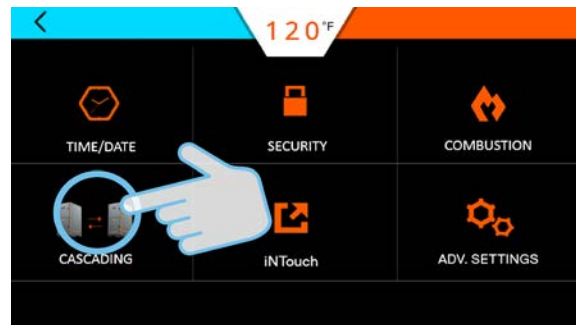 120°F
TIME/DATE
SECURITY
COMBUSTION
CASCADING
iNTouch
ADV. SETTINGS